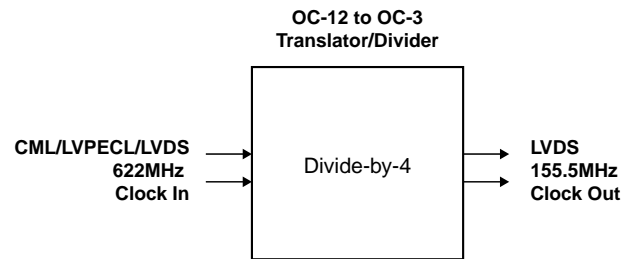 OC-12 to OC-3
Translator/Divider
CML/LVPECL/LVDS
622MHz
Clock In
Divide-by-4
LVDS
155.5MHz
Clock Out